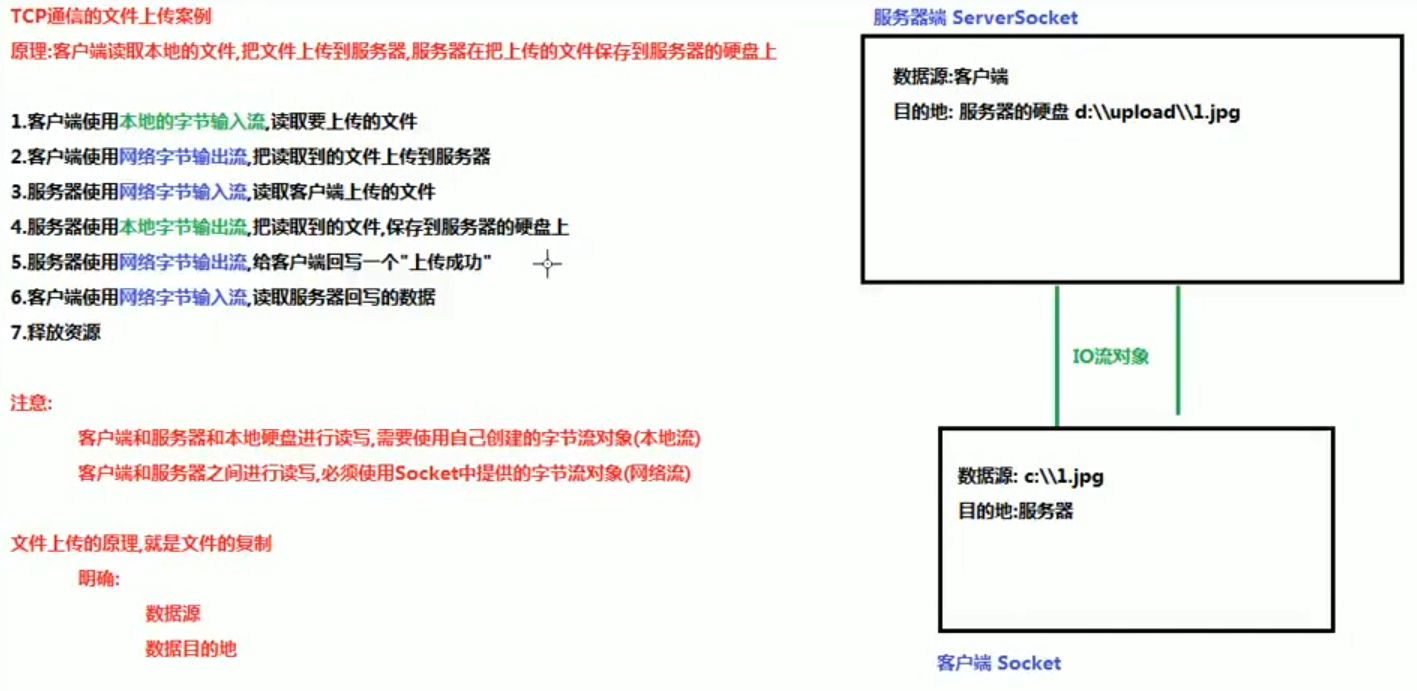 TCP通信的文件上传案例
原理:客户端读取本地的文件,把文件上传到服务器,服务器在把上传的文件保存到服务器的硬盘上
1.客户端使用本地的字节输入流,读取要上传的文件
2.客户端使用网络字节输出流,把读取到的文件上传到服务器
3.服务器使用网络字节输入流,读取客户端上传的文件
4.服务器使用本地字节输出流,把读取到的文件,保存到服务器的硬盘上
5.服务器使用网络字节输出流,给客户端回写一个"上传成功"
6.客户端使用网络字节输入流,读取服务器回写的数据
7.释放资源
注意:
客户端和服务器和本地硬盘进行读写,需要使用自己创建的字节流对象(本地流)
客户端和服务器之间进行读写,必须使用Socket中提供的字节流对象(网络流)
文件上传的原理,就是文件的复制
明确:
数据源
数据目的地
服务器端 ServerSocket
数据源:客户端
目的地: 服务器的硬盘 d:\\upload\\1.jpg
IO流对象
数据源: c:\\1.jpg
目的地:服务器
客户端 Socket